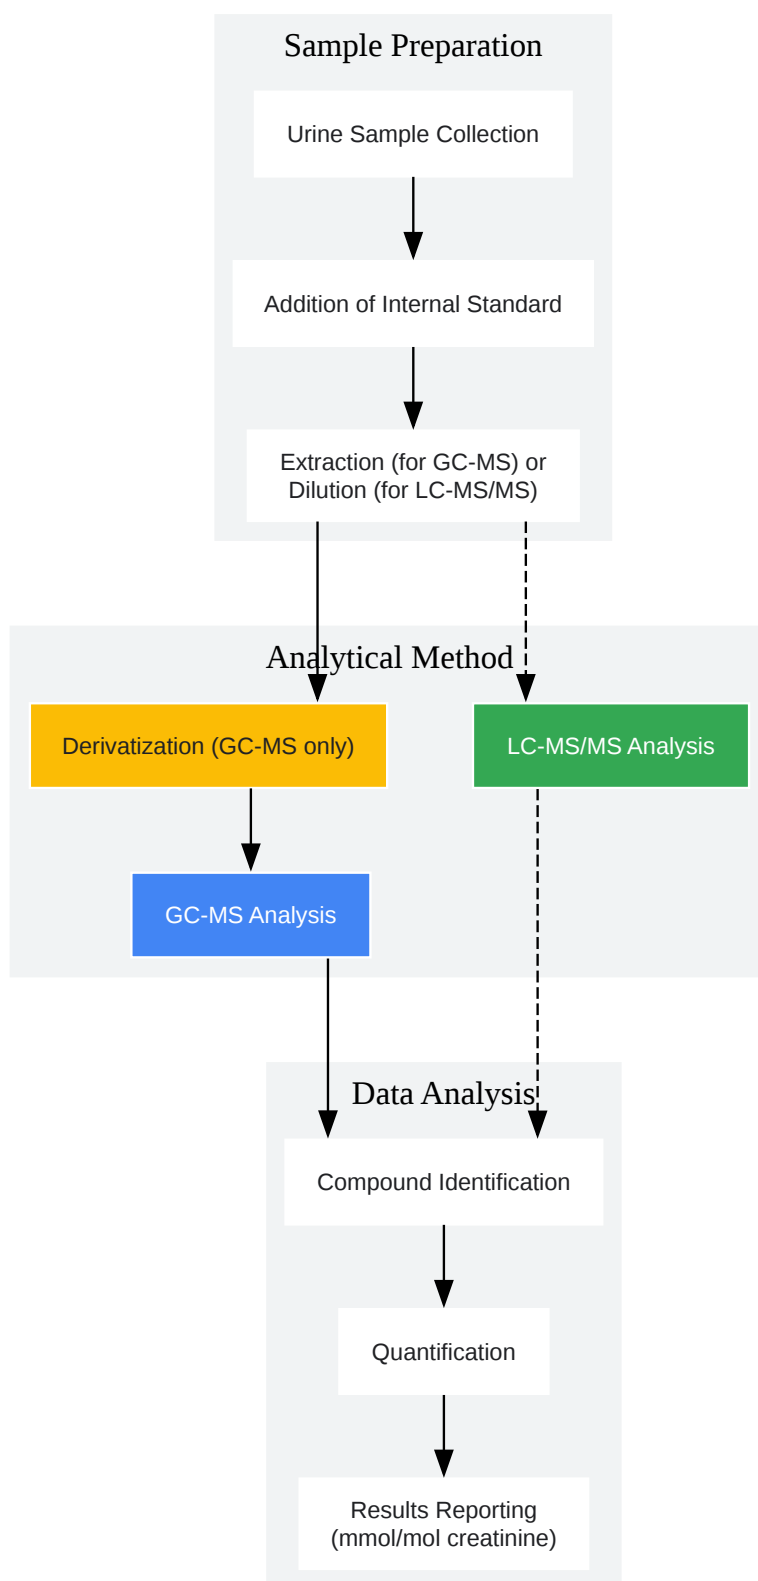 Sample Preparation
Urine Sample Collection
Addition of Internal Standard
Extraction (for GC-MS) or
Dilution (for LC-MS/MS)
Analytical Method
Derivatization (GC-MS only)
LC-MS/MS Analysis
GC-MS Analysis
Data Analysis
Compound Identification
Quantification
Results Reporting
(mmol/mol creatinine)